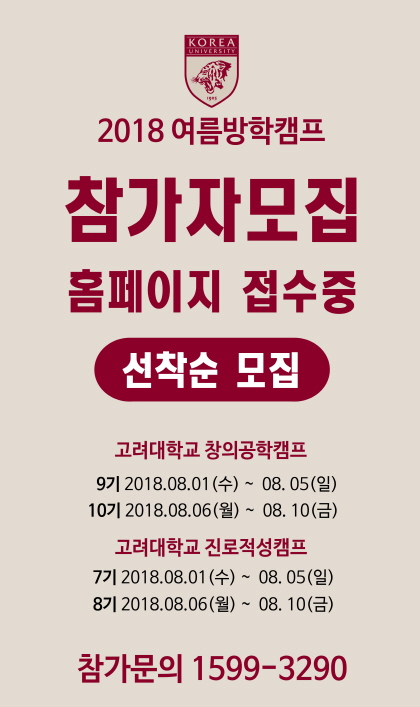 KOREA
UNIVERSITY
1905
2018 여름방학캠프
참가자모집
홈페이지 접수중
선착순 모집
고려대학교 창의공학캠프
9기 2018.08.01(수) ~ 08. 05(일)
10기 2018.08.06(월) ~ 08. 10(금)
고려대학교 진로적성캠프
7기 2018.08.01(수) ~ 08. 05(일)
8기 2018.08.06(월) ~ 08. 10(금)
참가문의 1599-3290